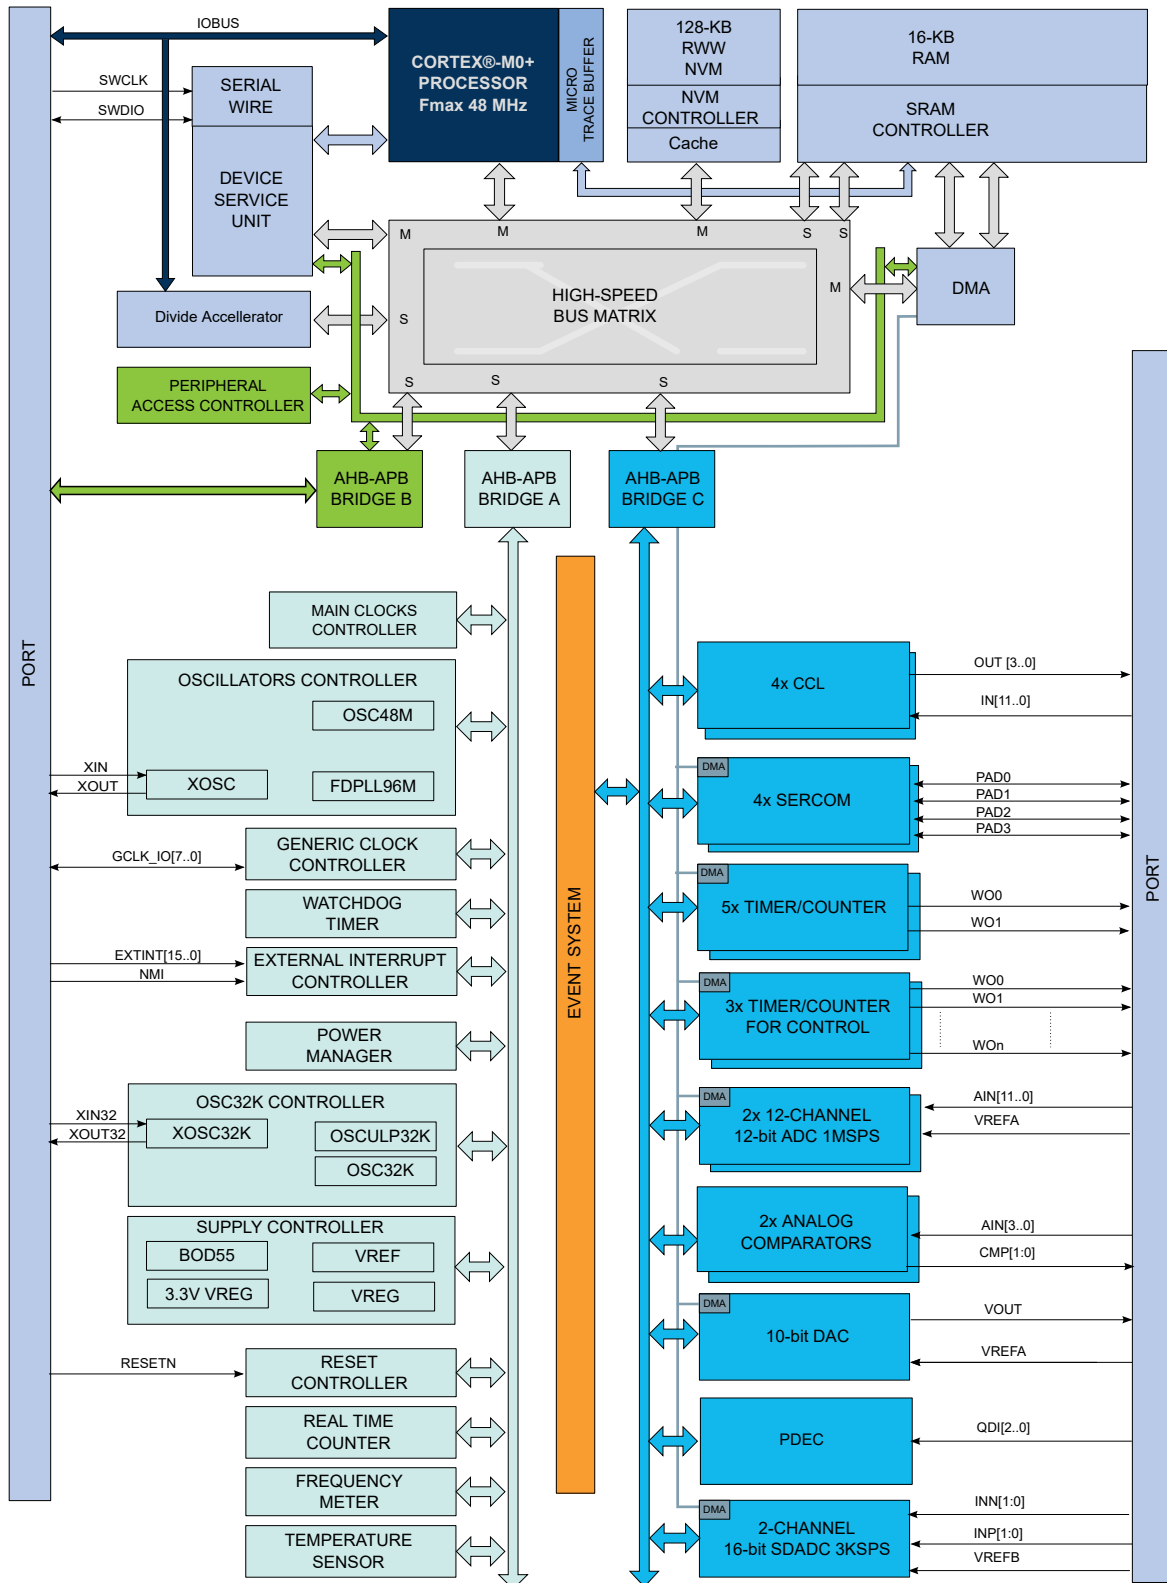 IOBUS
SWCLK
SWDIO
SERIAL
WIRE
DEVICE
SERVICE
UNIT
CORTEX®-M0+
PROCESSOR
Fmax 48 MHz
MICRO
TRACE BUFFER
128-KB
RWW
NVM
NVM
CONTROLLER
Cache
16-KB
RAM
SRAM
CONTROLLER
M
M
M
S
S
M
S
S
S
S
HIGH-SPEED
BUS MATRIX
DMA
Divide Accellerator
PERIPHERAL
ACCESS CONTROLLER
AHB-APB
BRIDGE B
AHB-APB
BRIDGE A
AHB-APB
BRIDGE C
PORT
PORT
EVENT SYSTEM
MAIN CLOCKS
CONTROLLER
OSCILLATORS CONTROLLER
OSC48M
XOSC
FDPLL96M
XIN
XOUT
GCLK_IO[7..0]
GENERIC CLOCK
CONTROLLER
WATCHDOG
TIMER
EXTINT[15..0]
NMI
EXTERNAL INTERRUPT
CONTROLLER
POWER
MANAGER
XIN32
XOUT32
OSC32K CONTROLLER
XOSC32K
OSCULP32K
OSC32K
SUPPLY CONTROLLER
BOD55
VREF
3.3V VREG
VREG
RESETN
RESET
CONTROLLER
REAL TIME
COUNTER
FREQUENCY
METER
TEMPERATURE
SENSOR
4x CCL
OUT [3..0]
IN[11..0]
DMA
4x SERCOM
PAD0
PAD1
PAD2
PAD3
DMA
5x TIMER/COUNTER
WO0
WO1
DMA
3x TIMER/COUNTER
FOR CONTROL
WO0
WO1
WOn
DMA
2x 12-CHANNEL
12-bit ADC 1MSPS
AIN[11..0]
VREFA
2x ANALOG
COMPARATORS
AIN[3..0]
CMP[1:0]
DMA
10-bit DAC
VOUT
VREFA
PDEC
QDI[2..0]
DMA
2-CHANNEL
16-bit SDADC 3KSPS
INN[1:0]
INP[1:0]
VREFB